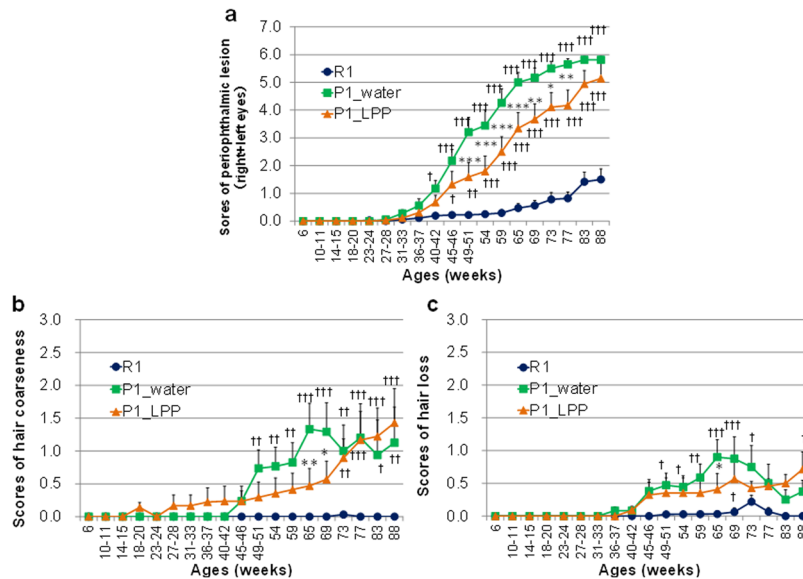 a
Sores of periophthalmic lesion
(right+left eyes)
7.0
6.0
5.0
4.0
3.0
2.0
1.0
0.0
R1
P1_water
P1_LPP
† ††† ††† ††† ††† ††† ††† ††† ††† ††† †††
*** *** *** *** ** * **
† †† ††† ††† ††† ††† ††† ††† †††
6 10-11 14-15 18-20 23-24 27-28 31-33 36-37 40-42 45-46 49-51 54 59 65 69 73 77 83 88
Ages (weeks)
b
Scores of hair coarseness
3.0
2.5
2.0
1.5
1.0
0.5
0.0
R1
P1_water
P1_LPP
†† †† †† ††† ††† †† ††† ††† †††
** *
†† ††† † ††
6 10-11 14-15 18-20 23-24 27-28 31-33 36-37 40-42 45-46 49-51 54 59 65 69 73 77 83 88
Ages (weeks)
c
Scores of hair loss
3.0
2.5
2.0
1.5
1.0
0.5
0.0
R1
P1_water
P1_LPP
† † †† ††† ††† † †
*
†
6 10-11 14-15 18-20 23-24 27-28 31-33 36-37 40-42 45-46 49-51 54 59 65 69 73 77 83 88
Ages (weeks)